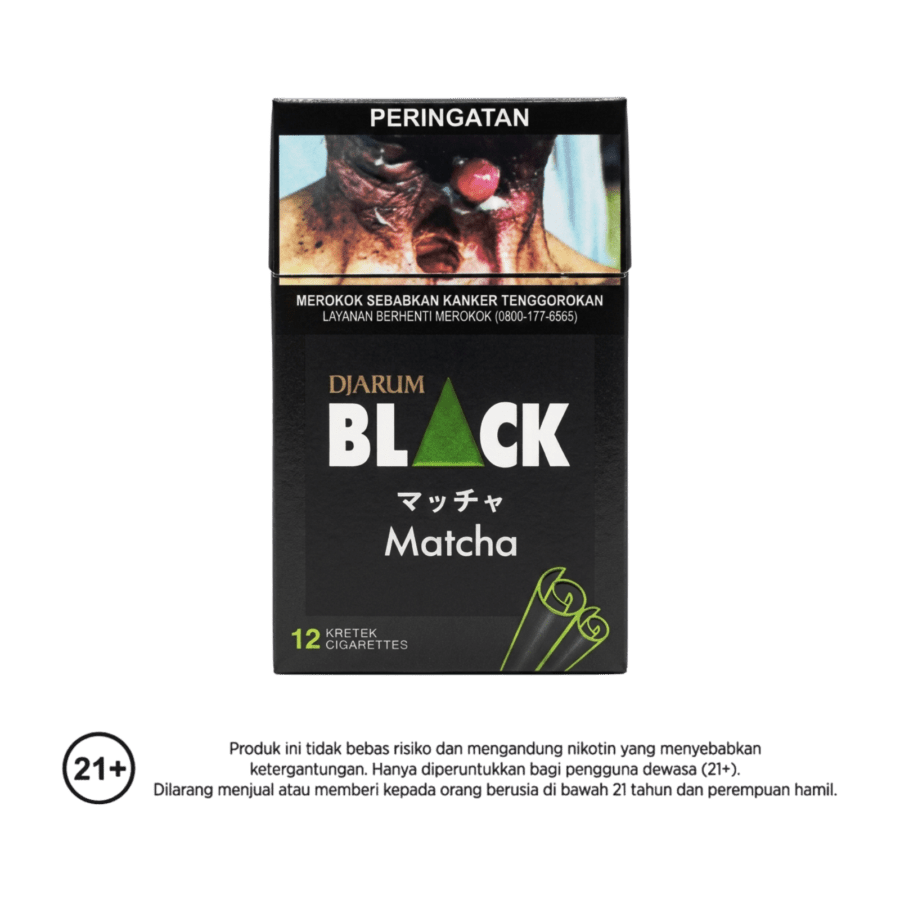 PERINGATAN
MEROKOK SEBABKAN KANKER TENGGOROKAN
LAYANAN BERHENTI MEROKOK (0800-177-6565)
DJARUM
BLACK
マッチャ
Matcha
12 KRETEK
CIGARETTES
21+
Produk ini tidak bebas risiko dan mengandung nikotin yang menyebabkan
ketergantungan. Hanya diperuntukkan bagi pengguna dewasa (21+).
Dilarang menjual atau memberi kepada orang berusia di bawah 21 tahun dan perempuan hamil.